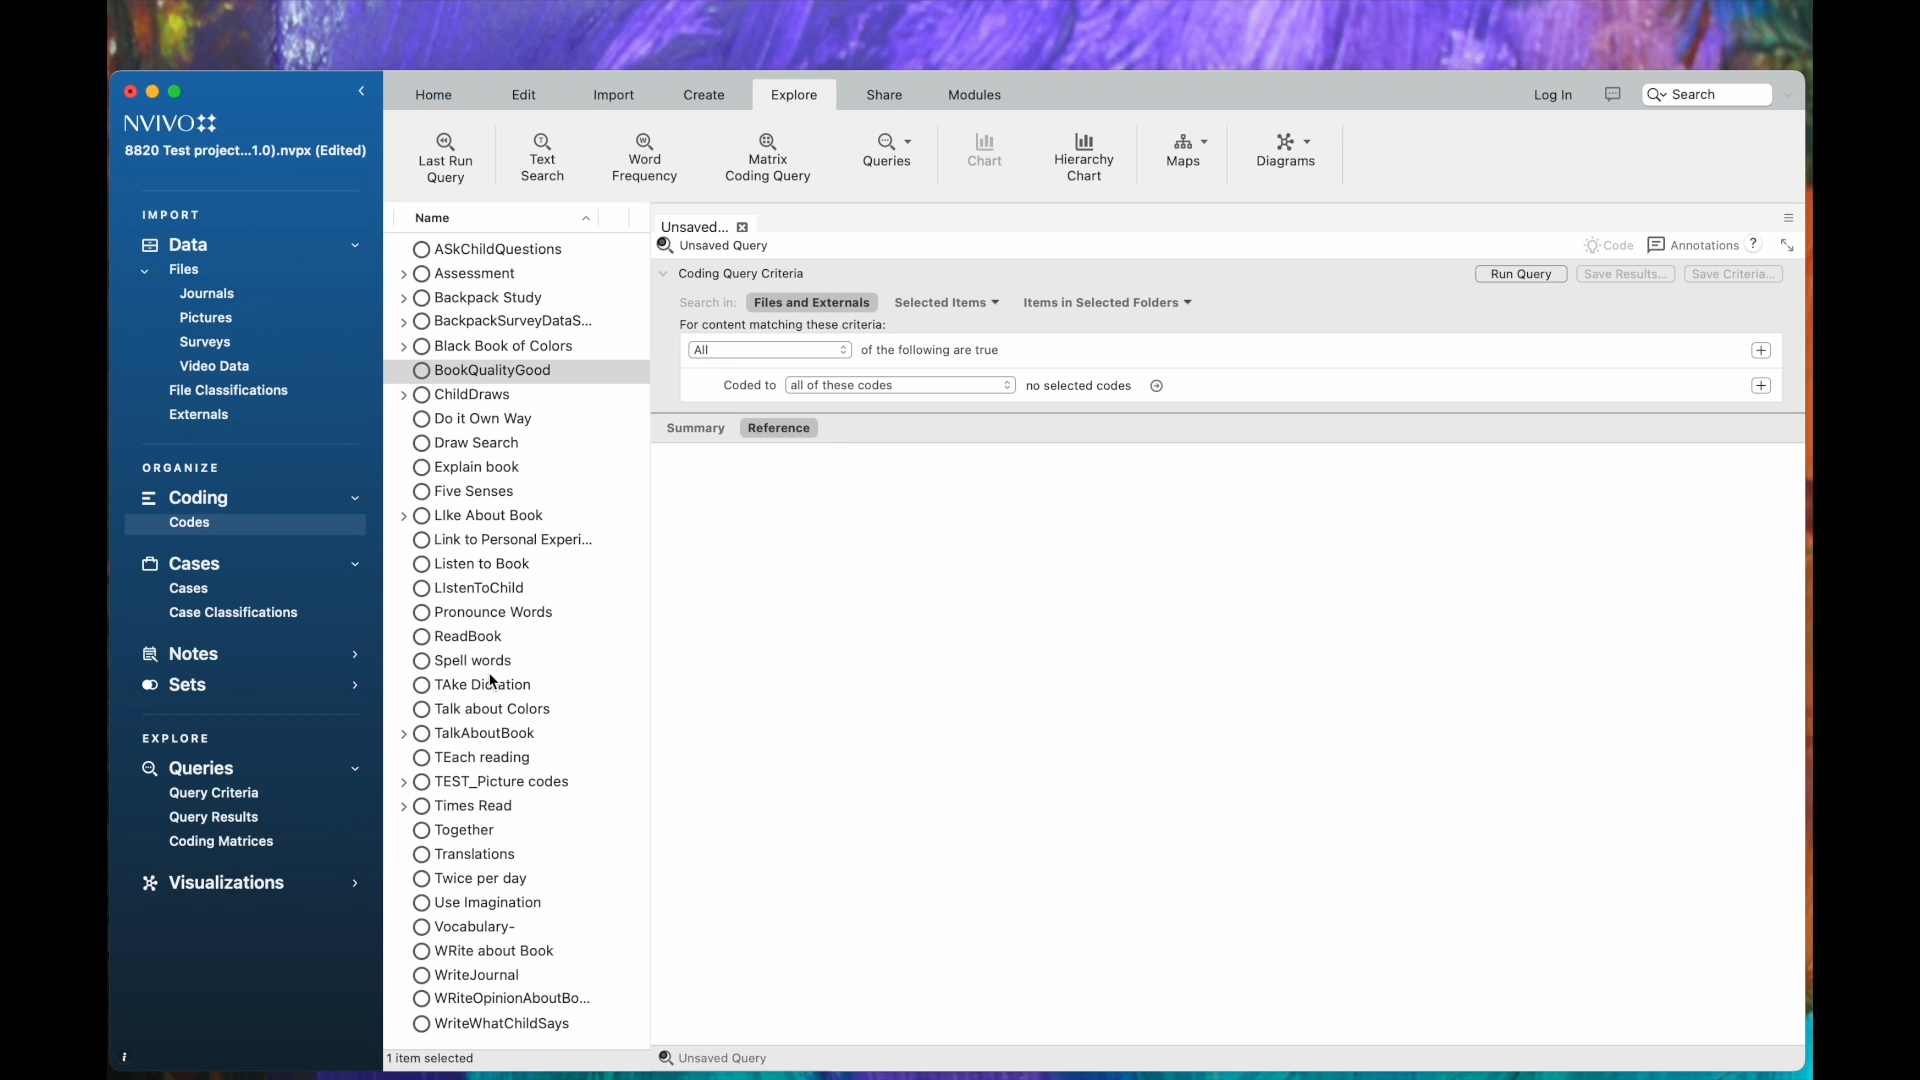 Home Edit Import Create Explore Share Modules Log In Search
NVIVO
8820 Test project...1.0).nvpx (Edited)
Last Run Query
Text Search
Word Frequency
Matrix Coding Query
Queries
Chart
Hierarchy Chart
Maps
Diagrams
IMPORT
Data
Files
Journals
Pictures
Surveys
Video Data
File Classifications
Externals
ORGANIZE
Coding
Codes
Cases
Cases
Case Classifications
Notes
Sets
EXPLORE
Queries
Query Criteria
Query Results
Coding Matrices
Visualizations
Name
ASkChildQuestions
Assessment
Backpack Study
BackpackSurveyDataS...
Black Book of Colors
BookQualityGood
ChildDraws
Do it Own Way
Draw Search
Explain book
Five Senses
LIke About Book
Link to Personal Experi...
Listen to Book
LIstenToChild
Pronounce Words
ReadBook
Spell words
TAke Dictation
Talk about Colors
TalkAboutBook
TEach reading
TEST_Picture codes
Times Read
Together
Translations
Twice per day
Use Imagination
Vocabulary-
WRite about Book
WriteJournal
WRiteOpinionAboutBo...
WriteWhatChildSays
1 item selected
Unsaved...
Unsaved Query
Code Annotations ?
Coding Query Criteria
Run Query Save Results... Save Criteria...
Search in: Files and Externals Selected Items Items in Selected Folders
For content matching these criteria:
All of the following are true
Coded to all of these codes no selected codes
Summary Reference
Unsaved Query